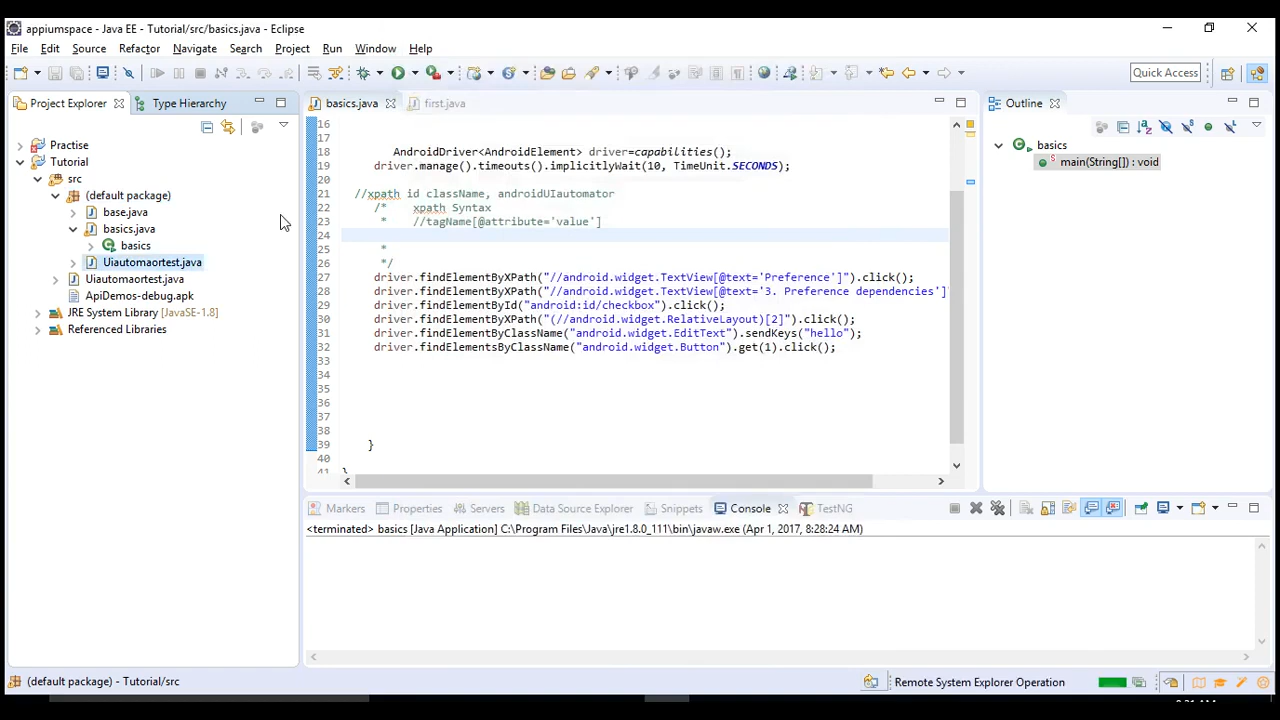 appiumspace - Java EE - Tutorial/src/basics.java - Eclipse
File Edit Source Refactor Navigate Search Project Run Window Help
Quick Access
Project Explorer Type Hierarchy
Practise
Tutorial
src
(default package)
base.java
basics.java
basics
Uiautomaortest.java
Uiautomaortest.java
ApiDemos-debug.apk
JRE System Library [JavaSE-1.8]
Referenced Libraries
basics.java first.java
16
17
18 AndroidDriver<AndroidElement> driver=capabilities();
19 driver.manage().timeouts().implicitlyWait(10, TimeUnit.SECONDS);
20
21 //xpath id className, androidUIautomator
22 /* xpath Syntax
23 * //tagName[@attribute='value']
24
25 *
26 */
27 driver.findElementByXPath("//android.widget.TextView[@text='Preference']").click();
28 driver.findElementByXPath("//android.widget.TextView[@text='3. Preference dependencies']
29 driver.findElementById("android:id/checkbox").click();
30 driver.findElementByXPath("(//android.widget.RelativeLayout)[2]").click();
31 driver.findElementByClassName("android.widget.EditText").sendKeys("hello");
32 driver.findElementsByClassName("android.widget.Button").get(1).click();
33
34
35
36
37
38
39 }
40
41 }
Outline
basics
main(String[]) : void
Markers Properties Servers Data Source Explorer Snippets Console TestNG
<terminated> basics [Java Application] C:\Program Files\Java\jre1.8.0_111\bin\javaw.exe (Apr 1, 2017, 8:28:24 AM)
(default package) - Tutorial/src
Remote System Explorer Operation